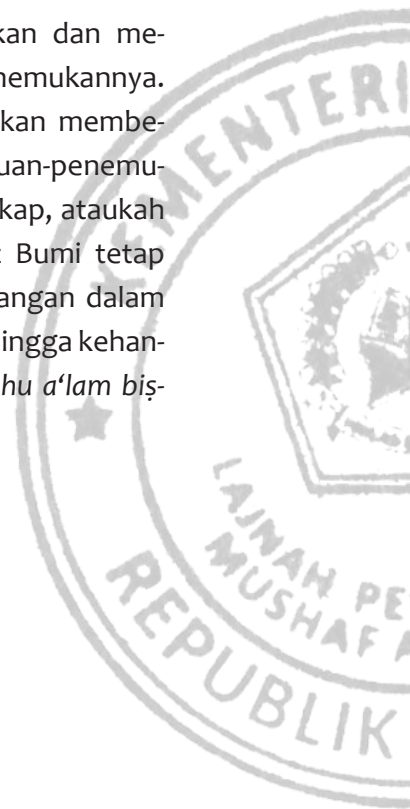 kan dan me-
nemukannya.
kan membe-
uan-penemu-
kap, ataukah
Bumi tetap
angan dalam
ingga kehan-
hu a‘lam biṣ-
KEMENTERI
LAJNAH PE
MUSHAF A
REPUBLIK